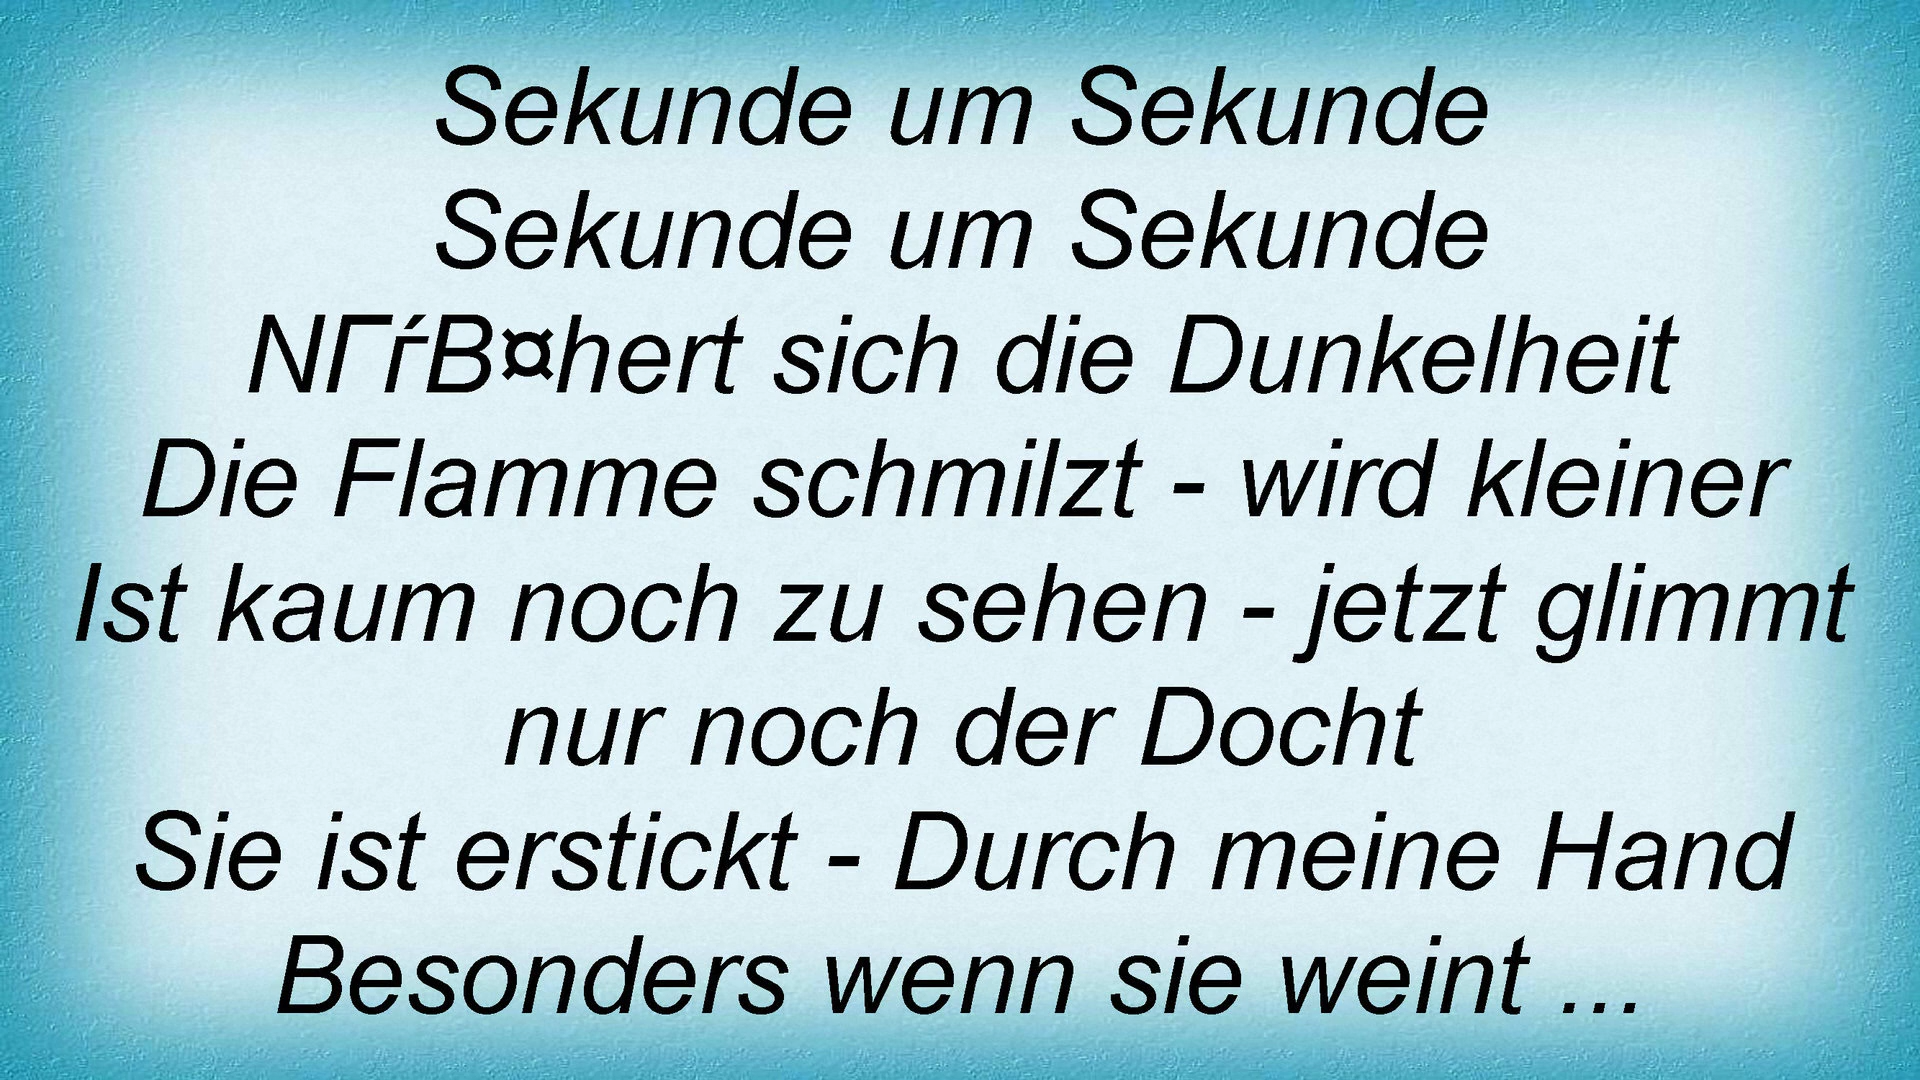 Sekunde um Sekunde
Sekunde um Sekunde
NГѓВ¤hert sich die Dunkelheit
Die Flamme schmilzt - wird kleiner
Ist kaum noch zu sehen - jetzt glimmt
nur noch der Docht
Sie ist erstickt - Durch meine Hand
Besonders wenn sie weint ...